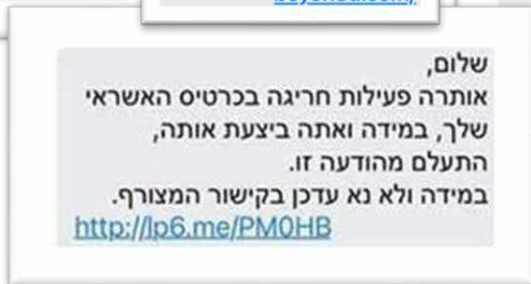 שלום,
אותרה פעילות חריגה בכרטיס האשראי
שלך, במידה ואתה ביצעת אותה,
התעלם מהודעה זו.
במידה ולא נא עדכן בקישור המצורף.
http://lp6.me/PM0HB